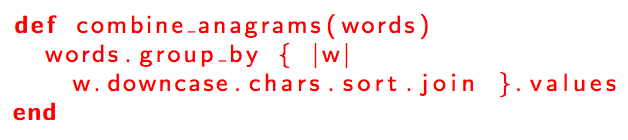 def combine_anagrams(words)
words.group_by { |w|
w.downcase.chars.sort.join }.values
end